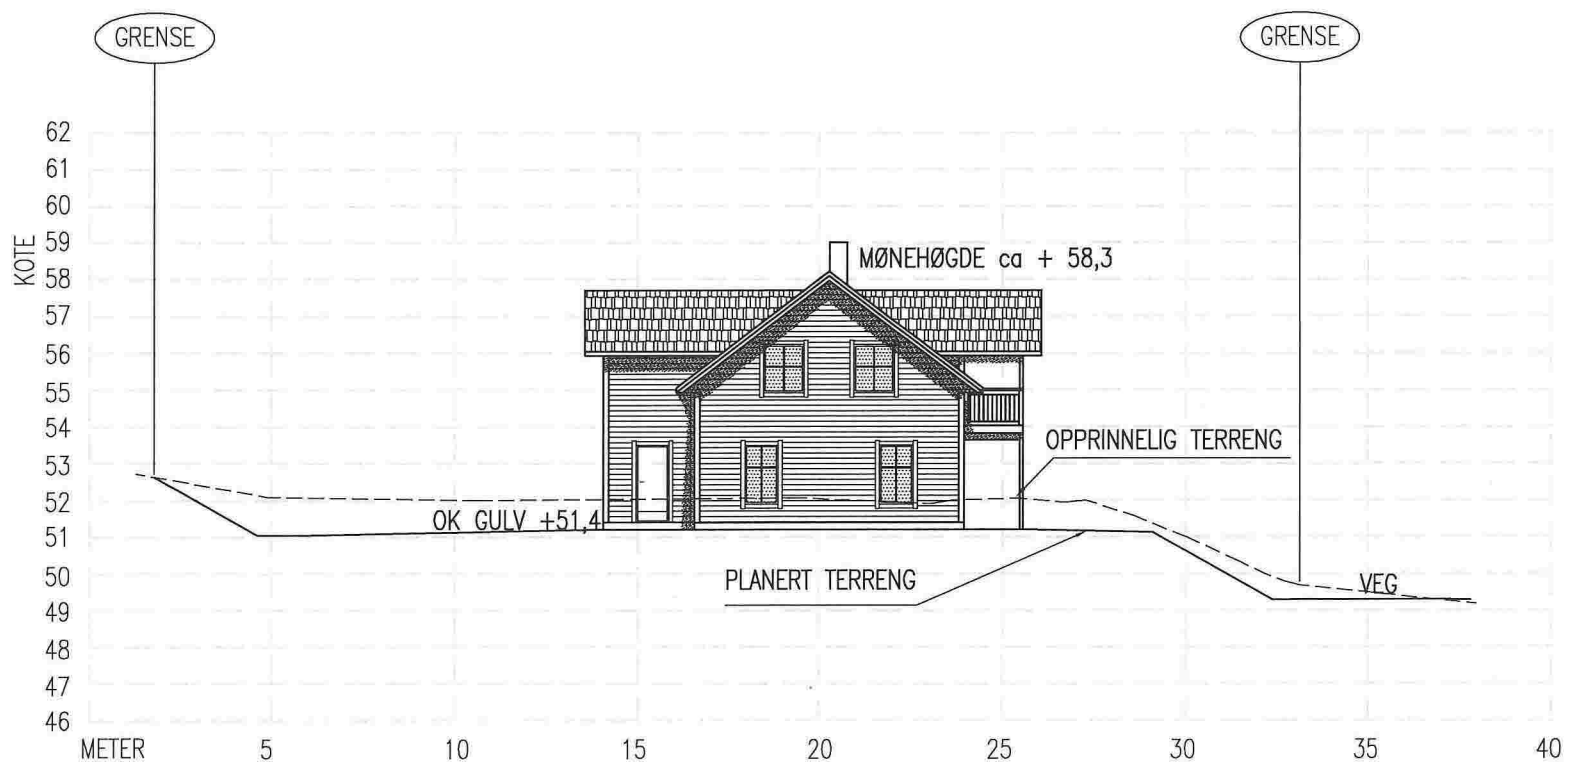 GRENSE
GRENSE
62
61
60
59
58
57
56
55
54
53
52
51
50
49
48
47
46
KOTE
MØNEHØGDE ca + 58,3
OPPRINNELIG TERRENG
OK GULV +51,4
PLANERT TERRENG
VEG
METER 5 10 15 20 25 30 35 40